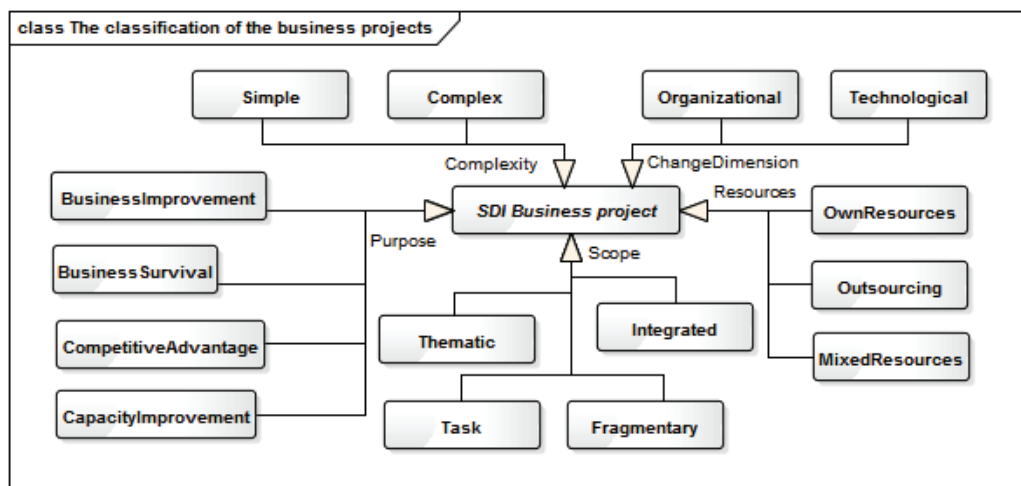 class The classification of the business projects
Simple
Complex
Organizational
Technological
Complexity
ChangeDimension
BusinessImprovement
SDI Business project
Resources
OwnResources
Purpose
Scope
BusinessSurvival
Outsourcing
Thematic
Integrated
CompetitiveAdvantage
MixedResources
CapacityImprovement
Task
Fragmentary